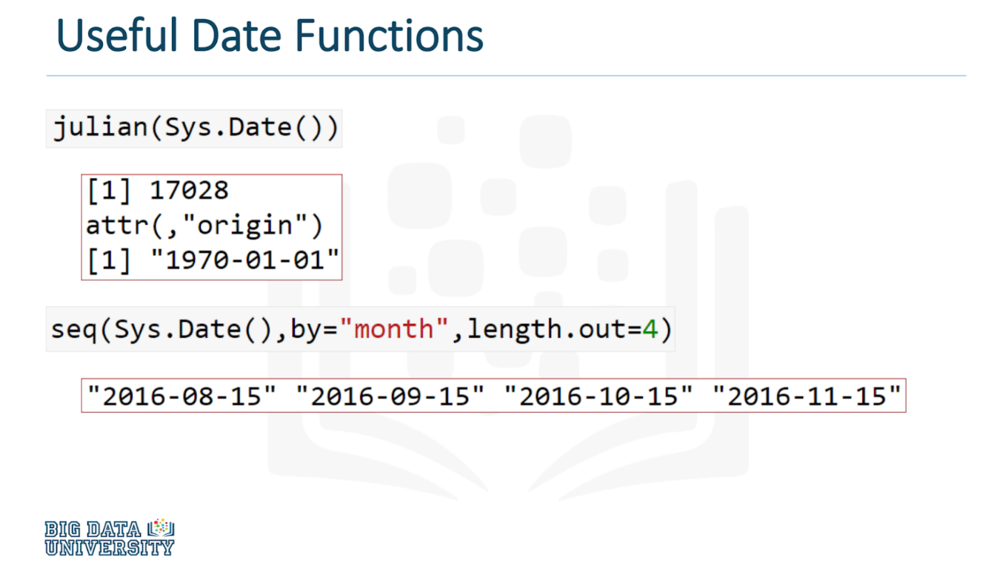 Useful Date Functions
julian(Sys.Date())
[1] 17028
attr(,"origin")
[1] "1970-01-01"
seq(Sys.Date(),by="month",length.out=4)
"2016-08-15" "2016-09-15" "2016-10-15" "2016-11-15"
BIG DATA
UNIVERSITY